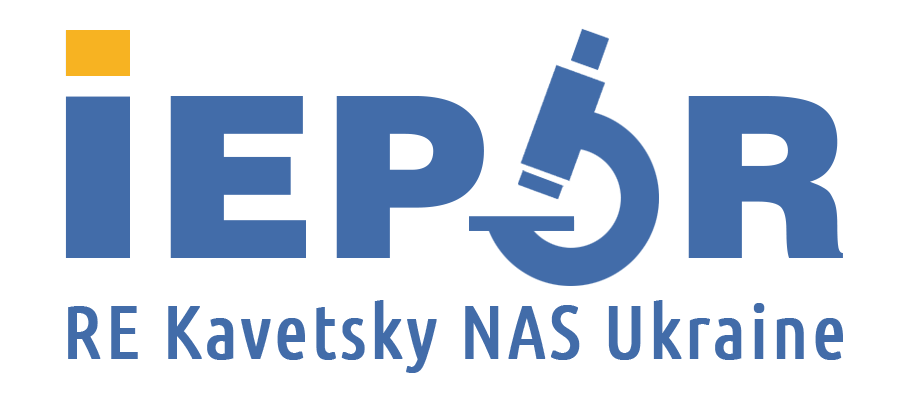 iEPOR
RE Kavetsky NAS Ukraine